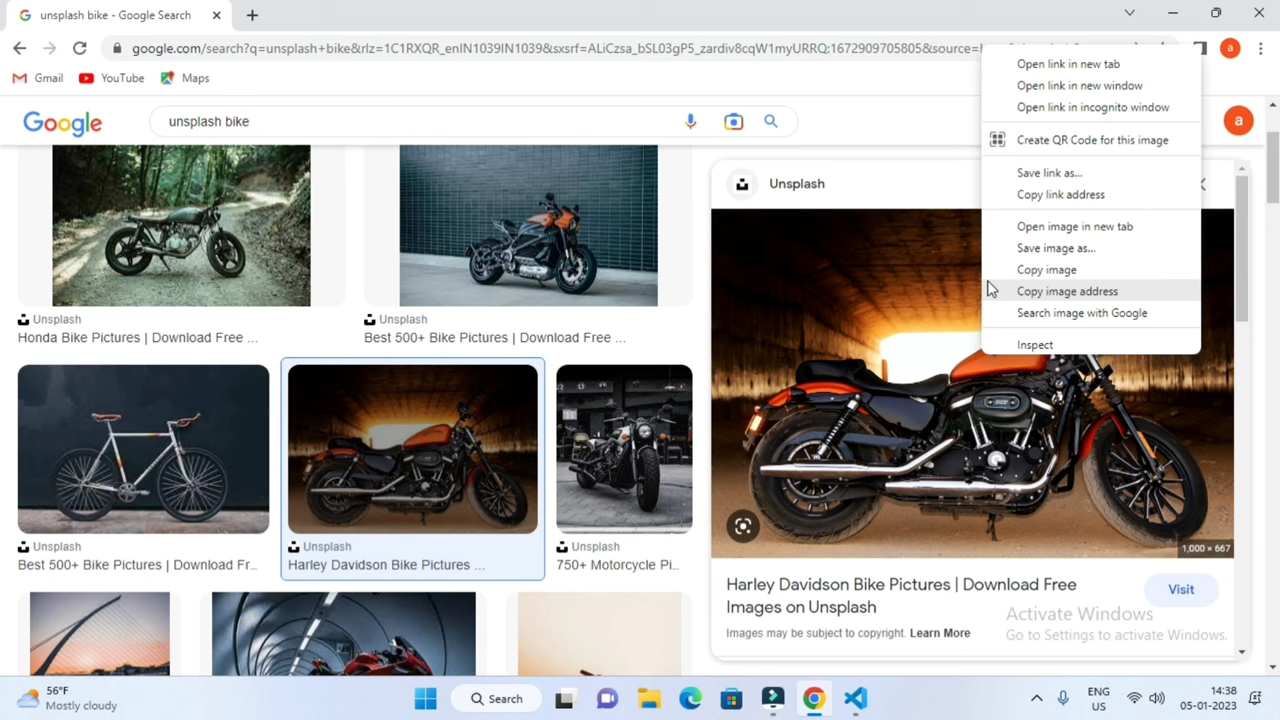 unsplash bike - Google Search
google.com/search?q=unsplash+bike&rlz=1C1RXQR_enIN1039IN1039&sxsrf=ALiCzsa_bSL03gP5_zardiv8cqW1myURRQ:1672909705805&source=
a
Gmail
YouTube
Maps
Google
unsplash bike
a
Open link in new tab
Open link in new window
Open link in incognito window
Create QR Code for this image
Save link as...
Copy link address
Open image in new tab
Save image as...
Copy image
Copy image address
Search image with Google
Inspect
Unsplash
Honda Bike Pictures | Download Free ...
Unsplash
Best 500+ Bike Pictures | Download Free ...
Unsplash
Best 500+ Bike Pictures | Download Fr...
Unsplash
Harley Davidson Bike Pictures ...
Unsplash
750+ Motorcycle Pi...
Unsplash
1,000 × 667
Harley Davidson Bike Pictures | Download Free
Images on Unsplash
Visit
Images may be subject to copyright. Learn More
Activate Windows
Go to Settings to activate Windows.
56°F
Mostly cloudy
Search
ENG
US
14:38
05-01-2023